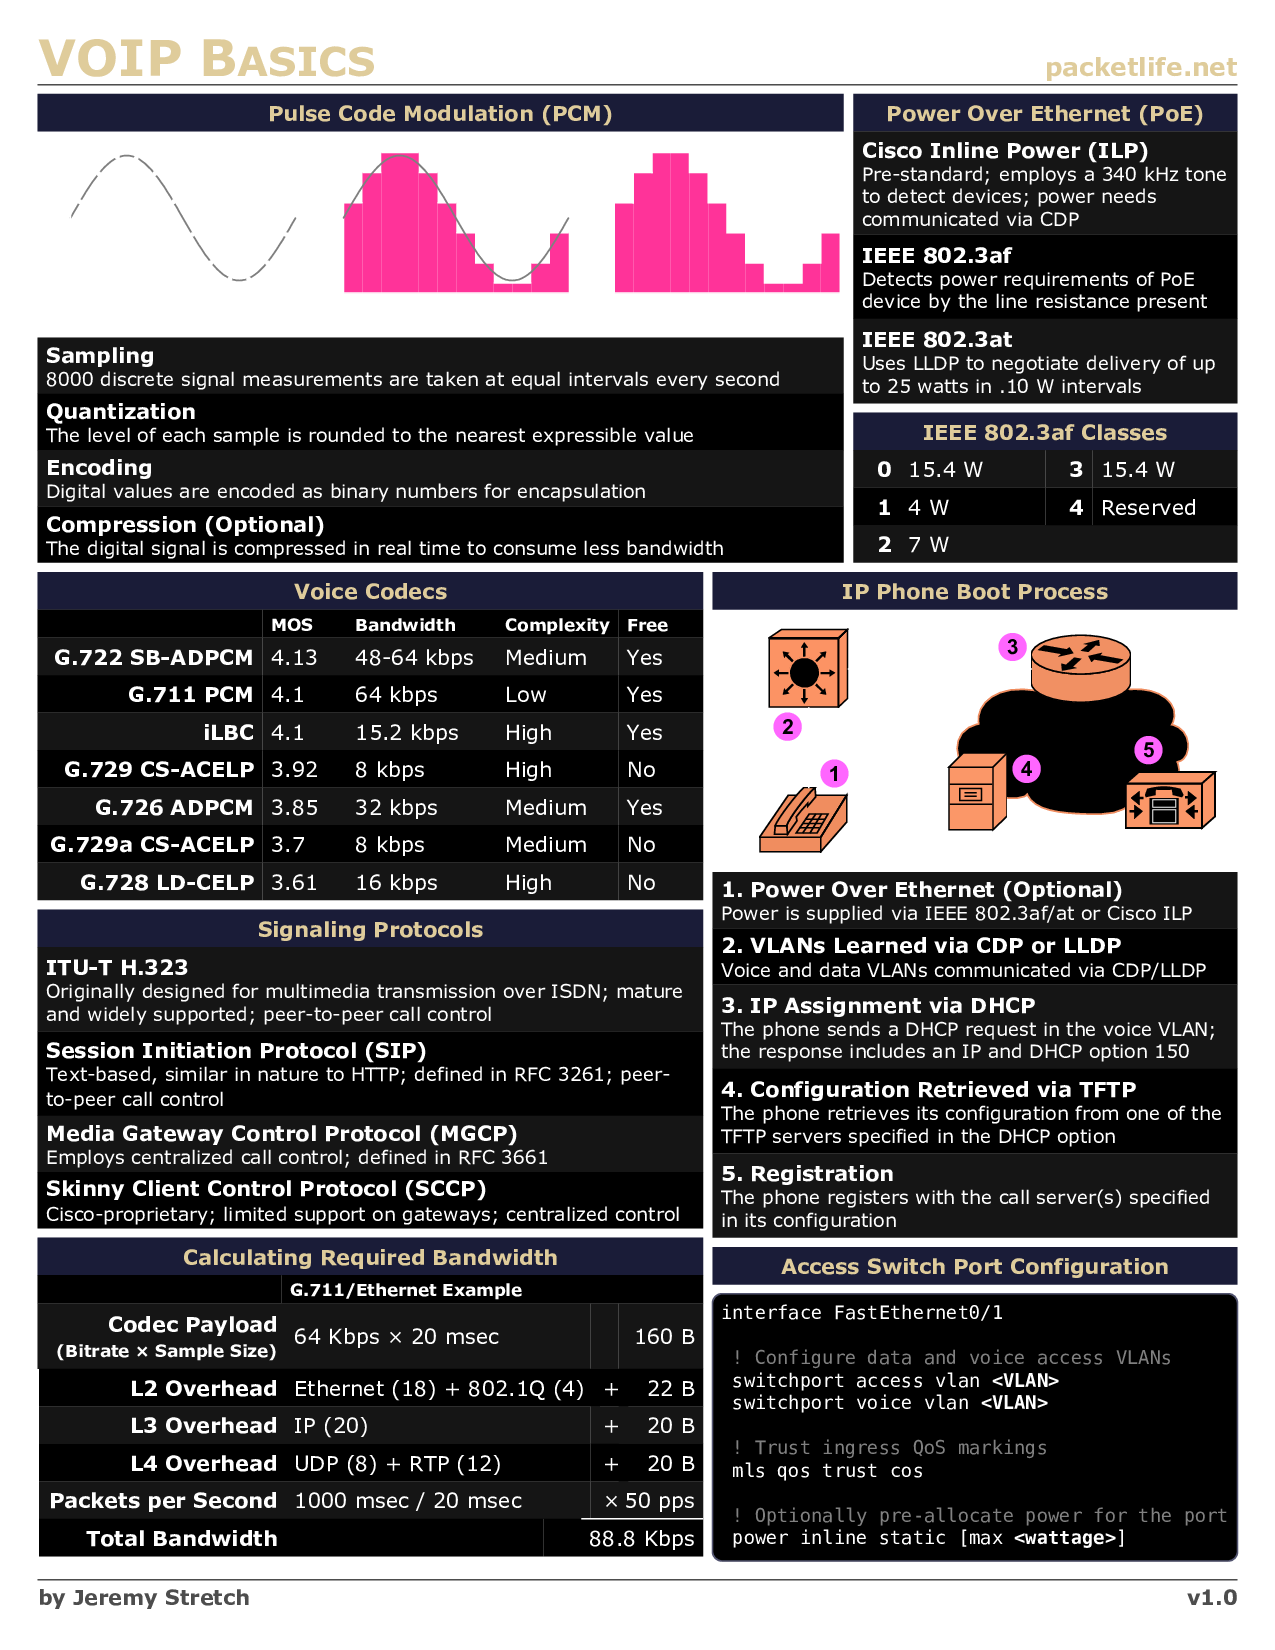 VOIP BASICS
packetlife.net
Pulse Code Modulation (PCM)
Sampling
8000 discrete signal measurements are taken at equal intervals every second
Quantization
The level of each sample is rounded to the nearest expressible value
Encoding
Digital values are encoded as binary numbers for encapsulation
Compression (Optional)
The digital signal is compressed in real time to consume less bandwidth
Power Over Ethernet (PoE)
Cisco Inline Power (ILP)
Pre-standard; employs a 340 kHz tone
to detect devices; power needs
communicated via CDP
IEEE 802.3af
Detects power requirements of PoE
device by the line resistance present
IEEE 802.3at
Uses LLDP to negotiate delivery of up
to 25 watts in .10 W intervals
IEEE 802.3af Classes
0 15.4 W 3 15.4 W
1 4 W 4 Reserved
2 7 W
Voice Codecs
MOS Bandwidth Complexity Free
G.722 SB-ADPCM 4.13 48-64 kbps Medium Yes
G.711 PCM 4.1 64 kbps Low Yes
iLBC 4.1 15.2 kbps High Yes
G.729 CS-ACELP 3.92 8 kbps High No
G.726 ADPCM 3.85 32 kbps Medium Yes
G.729a CS-ACELP 3.7 8 kbps Medium No
G.728 LD-CELP 3.61 16 kbps High No
Signaling Protocols
ITU-T H.323
Originally designed for multimedia transmission over ISDN; mature
and widely supported; peer-to-peer call control
Session Initiation Protocol (SIP)
Text-based, similar in nature to HTTP; defined in RFC 3261; peer-
to-peer call control
Media Gateway Control Protocol (MGCP)
Employs centralized call control; defined in RFC 3661
Skinny Client Control Protocol (SCCP)
Cisco-proprietary; limited support on gateways; centralized control
Calculating Required Bandwidth
G.711/Ethernet Example
Codec Payload
(Bitrate × Sample Size)
64 Kbps × 20 msec 160 B
L2 Overhead Ethernet (18) + 802.1Q (4) + 22 B
L3 Overhead IP (20) + 20 B
L4 Overhead UDP (8) + RTP (12) + 20 B
Packets per Second 1000 msec / 20 msec × 50 pps
Total Bandwidth 88.8 Kbps
IP Phone Boot Process
3
2
5
4
1
1. Power Over Ethernet (Optional)
Power is supplied via IEEE 802.3af/at or Cisco ILP
2. VLANs Learned via CDP or LLDP
Voice and data VLANs communicated via CDP/LLDP
3. IP Assignment via DHCP
The phone sends a DHCP request in the voice VLAN;
the response includes an IP and DHCP option 150
4. Configuration Retrieved via TFTP
The phone retrieves its configuration from one of the
TFTP servers specified in the DHCP option
5. Registration
The phone registers with the call server(s) specified
in its configuration
Access Switch Port Configuration
interface FastEthernet0/1
! Configure data and voice access VLANs
switchport access vlan <VLAN>
switchport voice vlan <VLAN>
! Trust ingress QoS markings
mls qos trust cos
! Optionally pre-allocate power for the port
power inline static [max <wattage>]
by Jeremy Stretch
v1.0